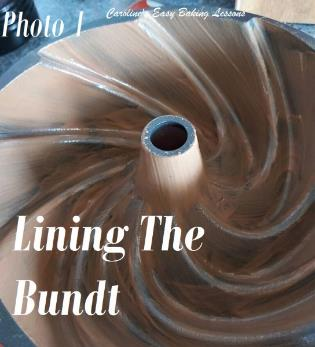 Photo 1
Caroline's Easy Baking Lessons
Lining The
Bundt